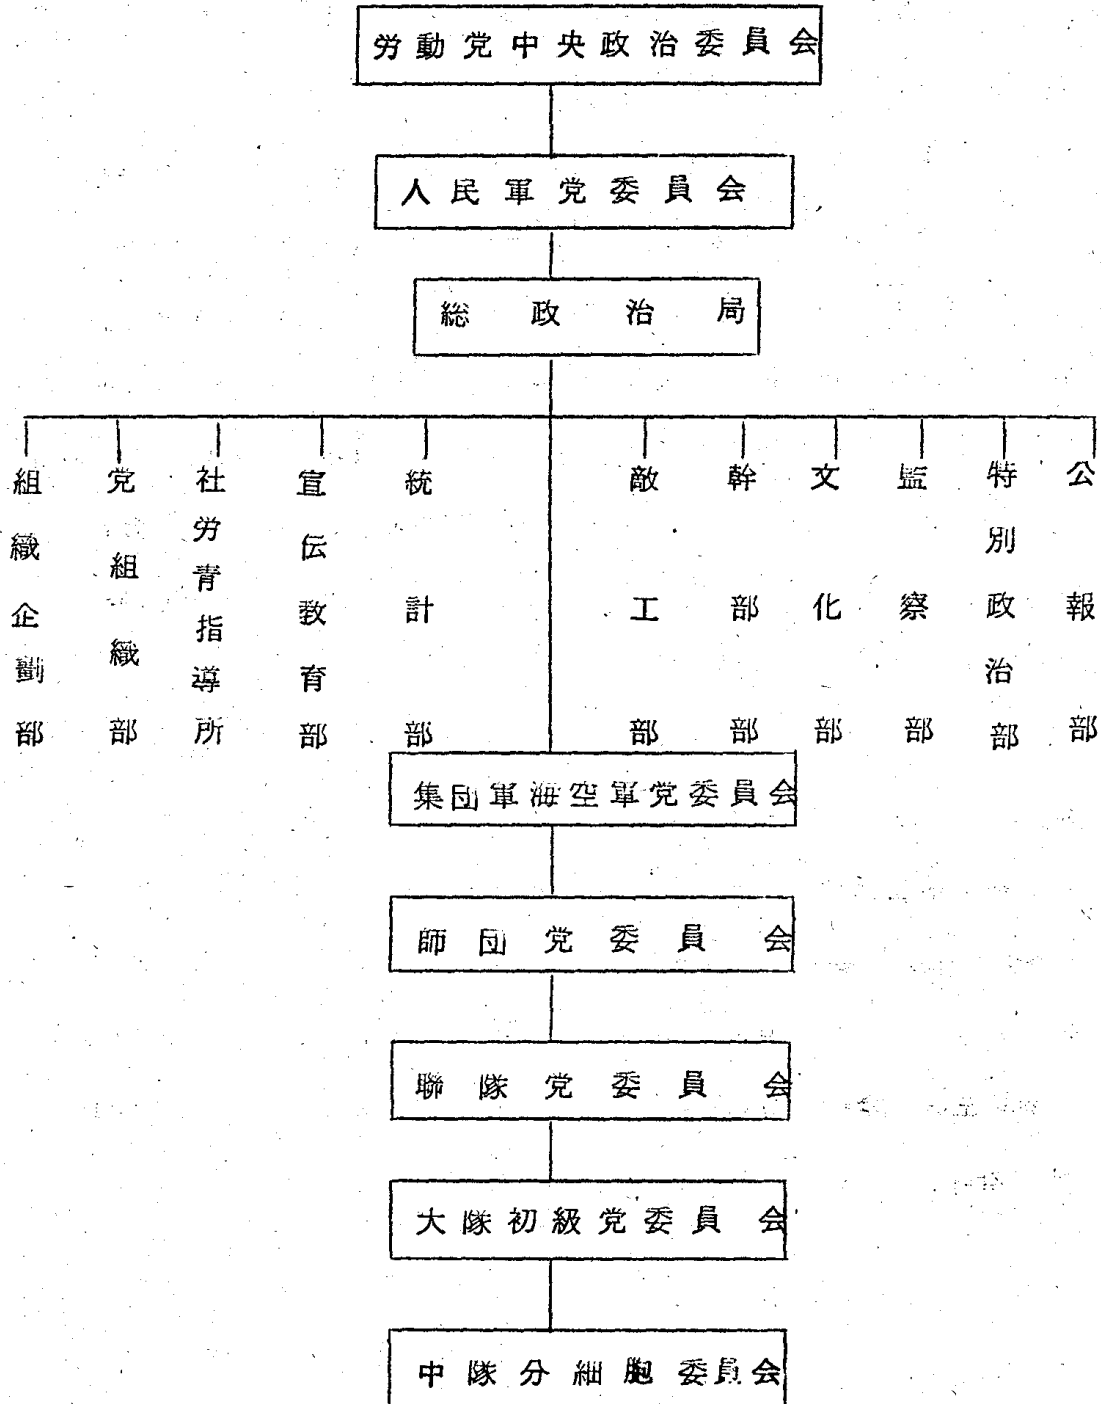 労動党中央政治委員会
人民軍党委員会
総政治局
組織企劃部
党組織部
社労青指導所
宣伝教育部
統計部
敵工部
幹部部
文化部
監察部
特別政治部
公報部
集団軍海空軍党委員会
師団党委員会
聯隊党委員会
大隊初級党委員会
中隊分細胞委員会